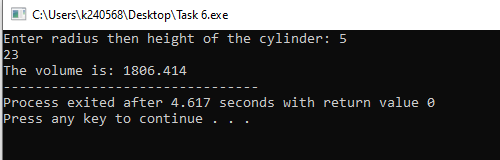 C:\Users\k240568\Desktop\Task 6.exe
Enter radius then height of the cylinder: 5
23
The volume is: 1806.414
--------------------------------
Process exited after 4.617 seconds with return value 0
Press any key to continue . . .